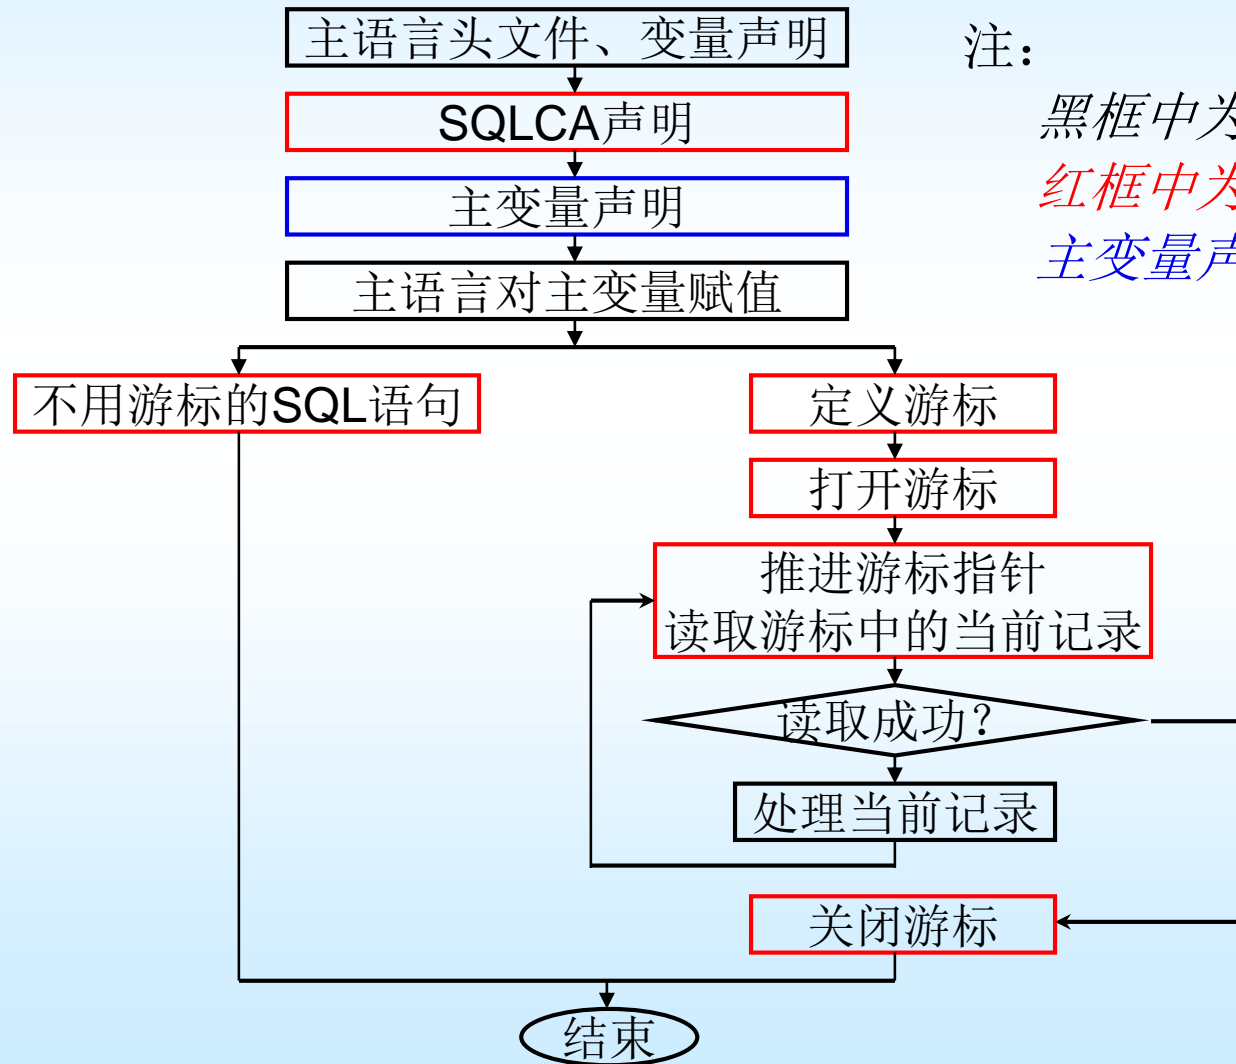 主语言头文件、变量声明
注：
SQLCA声明
黑框中为
主变量声明
红框中为
主语言对主变量赋值
主变量声
不用游标的SQL语句
定义游标
打开游标
推进游标指针
读取游标中的当前记录
读取成功？
处理当前记录
关闭游标
结束